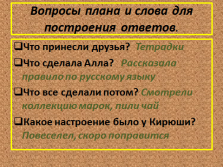 Вопросы плана и слова для
построения ответов.
❑Что принесли друзья? Тетрадки
❑Что сделала Алла? Рассказала
правило по русскому языку
❑Что все сделали потом? Смотрели
коллекцию марок, пили чай
❑Какое настроение было у Кирюши?
Повеселел, скоро поправится